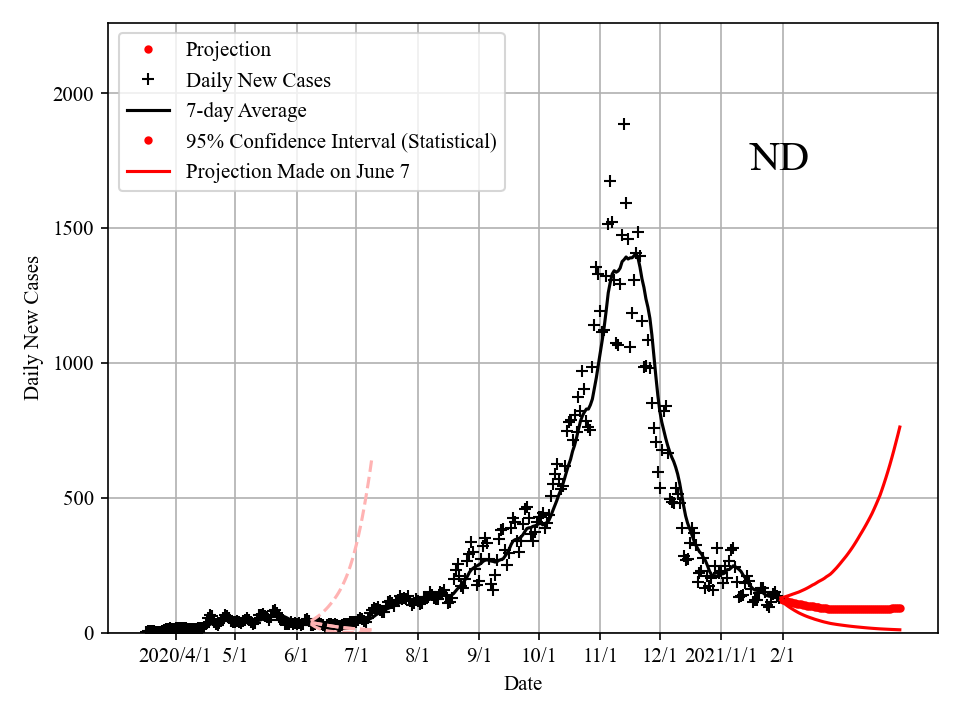 Projection
Daily New Cases
7-day Average
95% Confidence Interval (Statistical)
Projection Made on June 7
ND
Daily New Cases
2000
1500
1000
500
0
2020/4/1 5/1 6/1 7/1 8/1 9/1 10/1 11/1 12/1 2021/1/1 2/1
Date